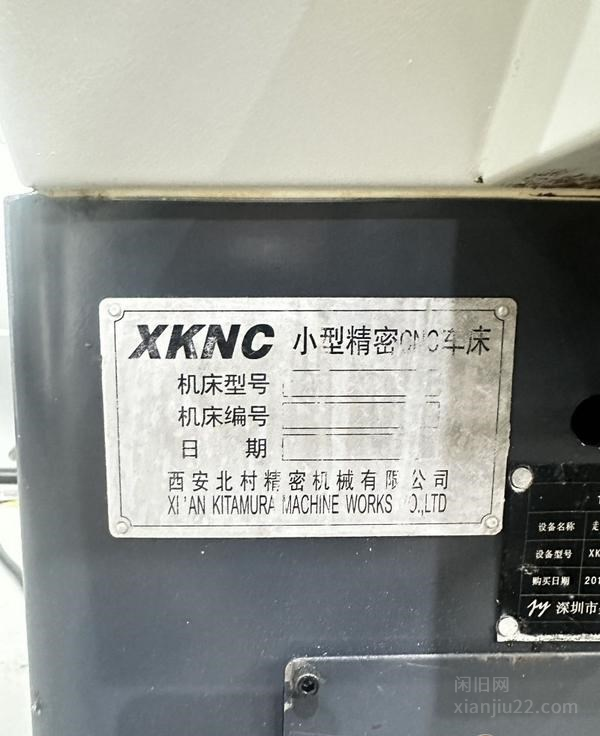 XKNC 小型精密CNC车床
机床型号
机床编号
日 期
西安北村精密机械有限公司
XI'AN KITAMURA MACHINE WORKS CO.,LTD
设备名称
设备型号 XK
购买日期 201
深圳市
闲旧网
xianjiu22.com